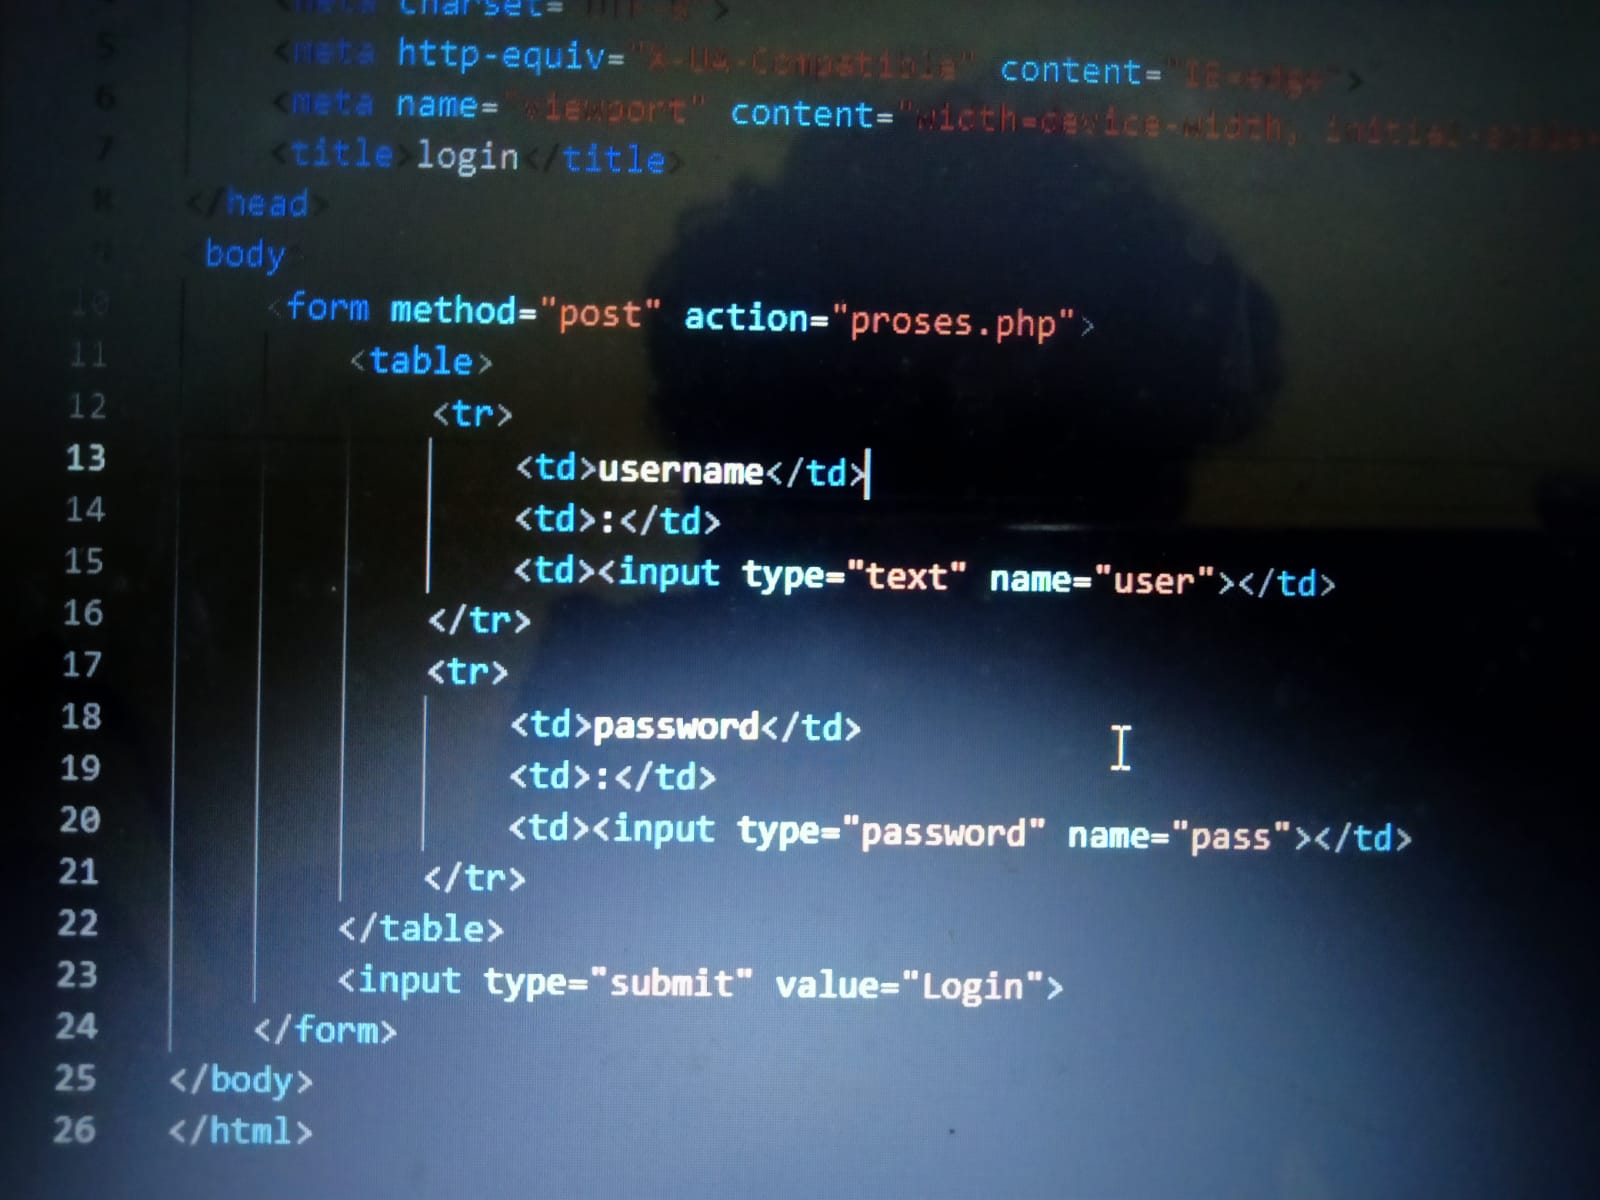 <meta charset="UTF-8">
5 <meta http-equiv="X-UA-Compatible" content="IE=edge">
6 <meta name="viewport" content="width=device-width, initial-scale=
7 <title>login</title>
8 </head>
9 <body>
10 <form method="post" action="proses.php">
11 <table>
12 <tr>
13 <td>username</td>
14 <td>:</td>
15 <td><input type="text" name="user"></td>
16 </tr>
17 <tr>
18 <td>password</td>
19 <td>:</td>
20 <td><input type="password" name="pass"></td>
21 </tr>
22 </table>
23 <input type="submit" value="Login">
24 </form>
25 </body>
26 </html>